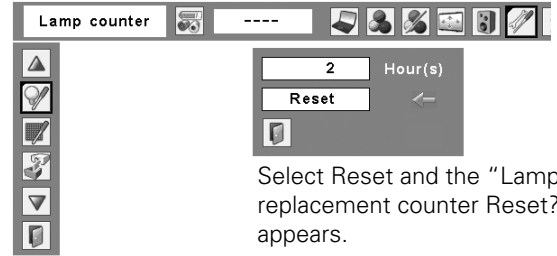 Lamp counter
----
2 Hour(s)
Reset
Select Reset and the “Lamp
replacement counter Reset?
appears.